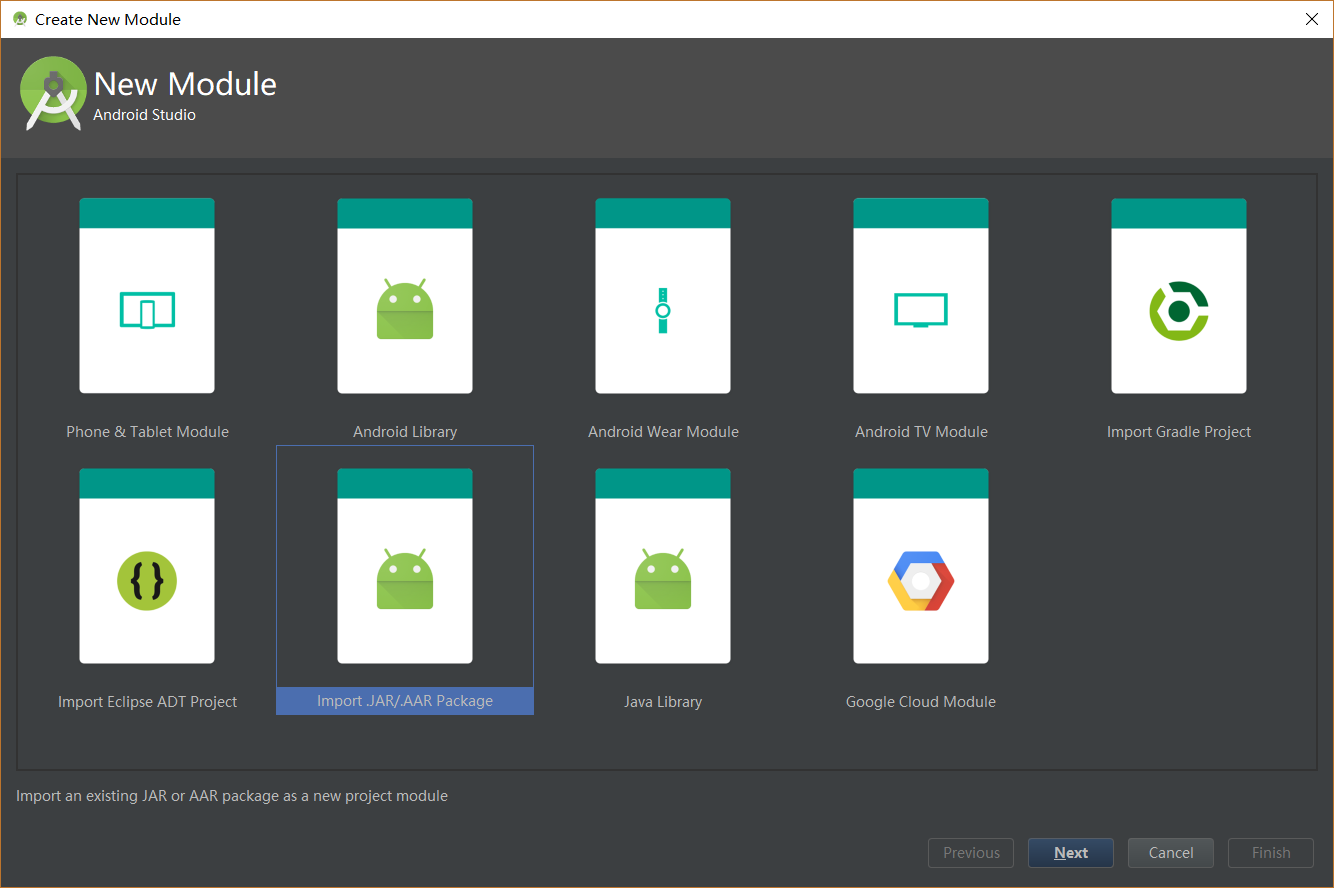 Create New Module
New Module
Android Studio
Phone & Tablet Module
Android Library
Android Wear Module
Android TV Module
Import Gradle Project
{}
Import Eclipse ADT Project
Import .JAR/.AAR Package
Java Library
Google Cloud Module
Import an existing JAR or AAR package as a new project module
Previous
Next
Cancel
Finish